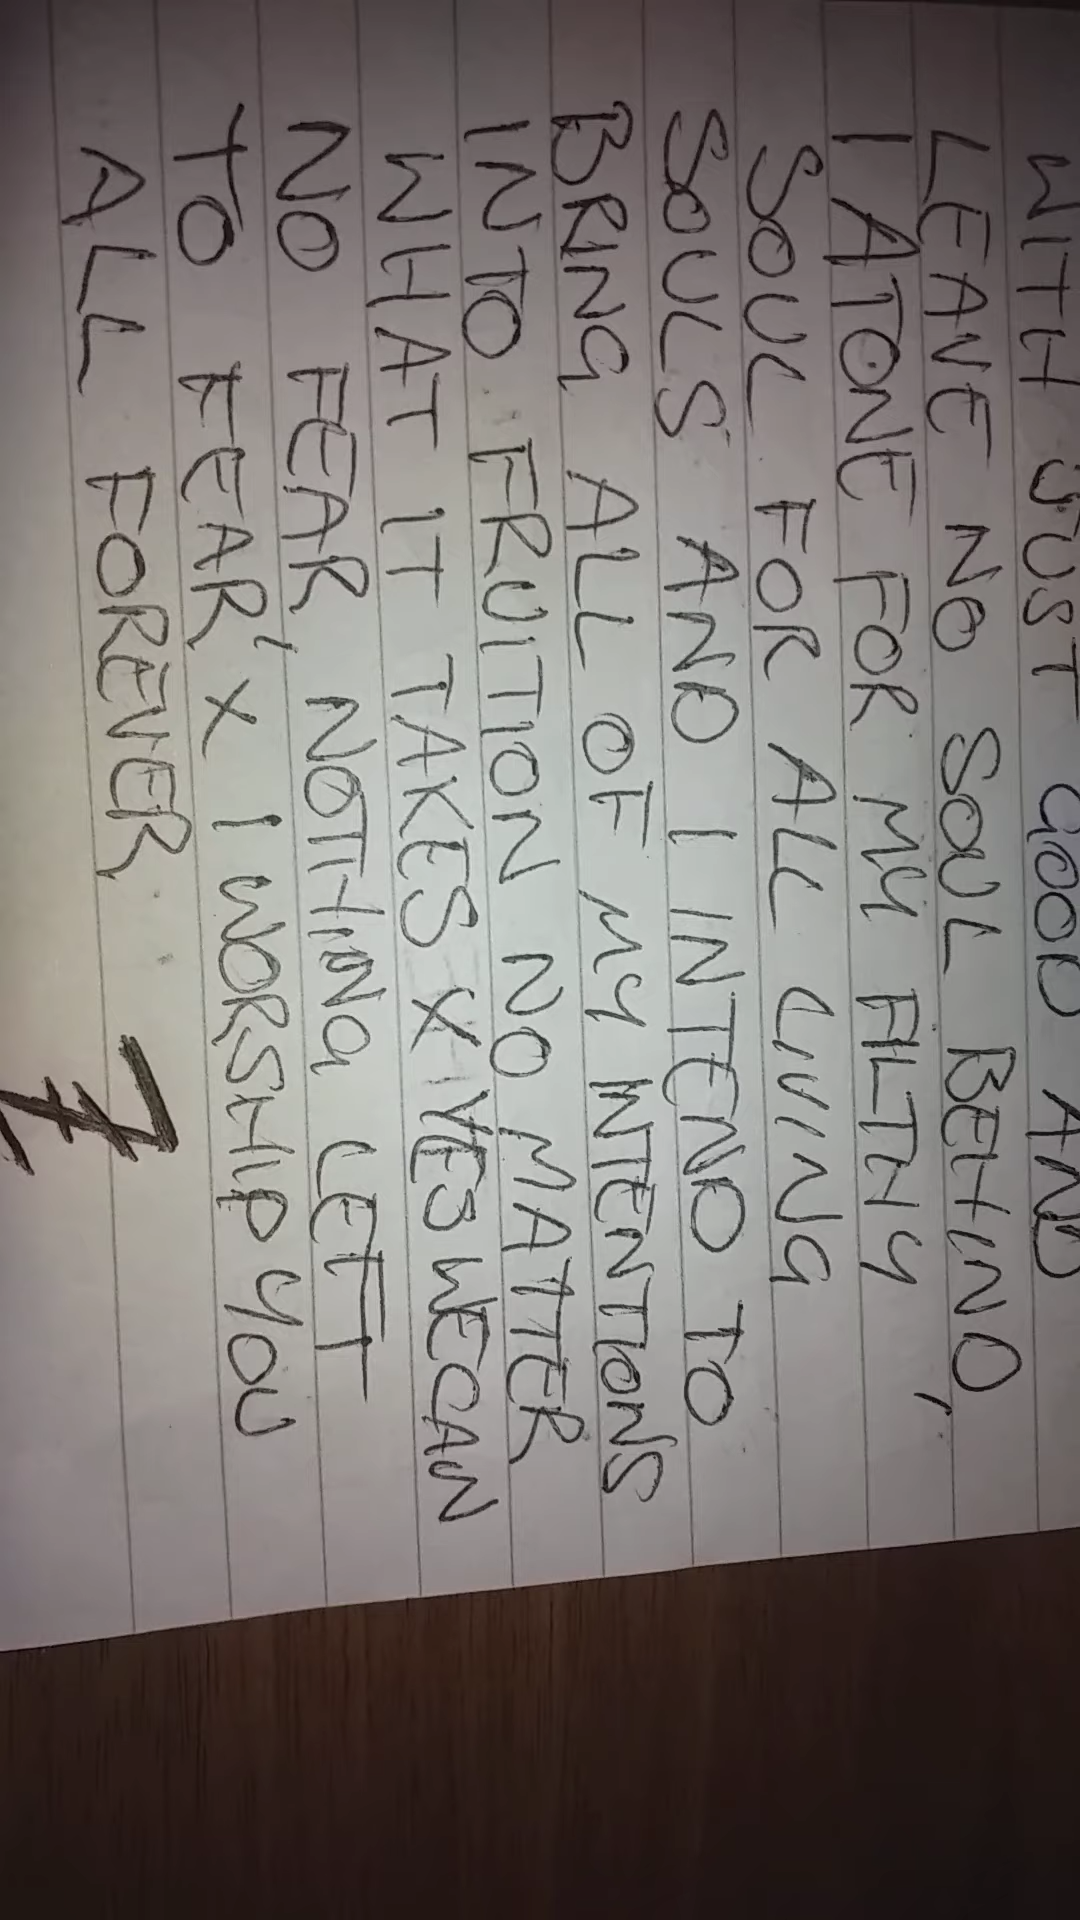 WITH JUST GOOD AND
LEAVE NO SOUL BEHIND,
I ATONE FOR MY FILTHY,
SOUL FOR ALL LIVING
SOULS AND I INTEND TO
BRING ALL OF MY INTENTIONS
INTO FRUITION NO MATTER
WHAT IT TAKES X YES WE CAN
NO FEAR, NOTHING LEFT
TO FEAR' X I WORSHIP YOU
ALL FOREVER
7